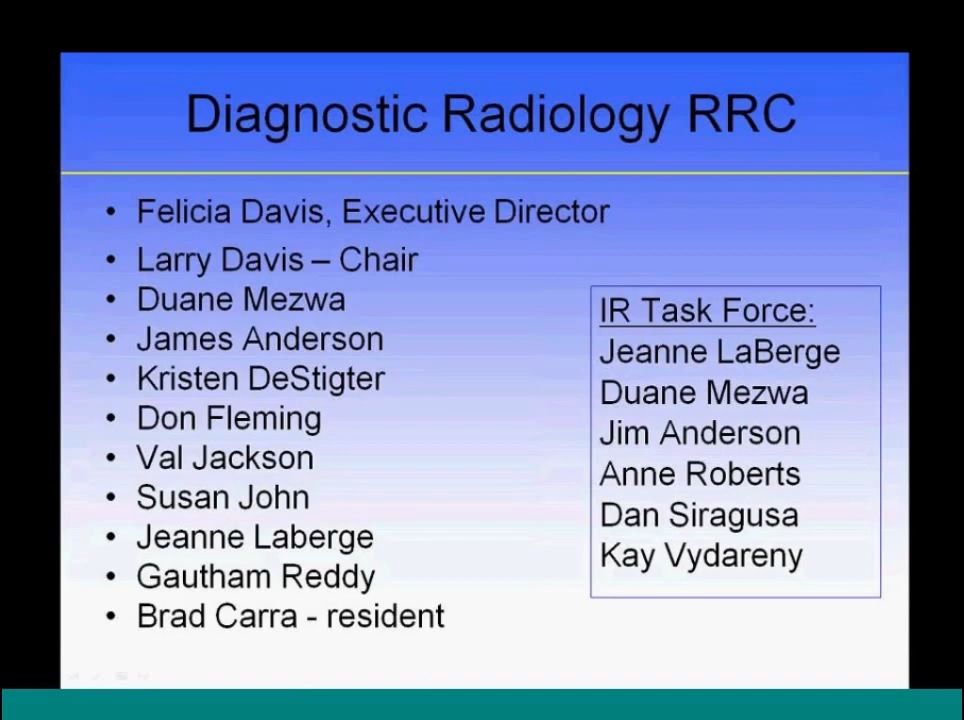 Diagnostic Radiology RRC
• Felicia Davis, Executive Director
• Larry Davis – Chair
• Duane Mezwa
• James Anderson
• Kristen DeStigter
• Don Fleming
• Val Jackson
• Susan John
• Jeanne Laberge
• Gautham Reddy
• Brad Carra - resident
IR Task Force:
Jeanne LaBerge
Duane Mezwa
Jim Anderson
Anne Roberts
Dan Siragusa
Kay Vydareny